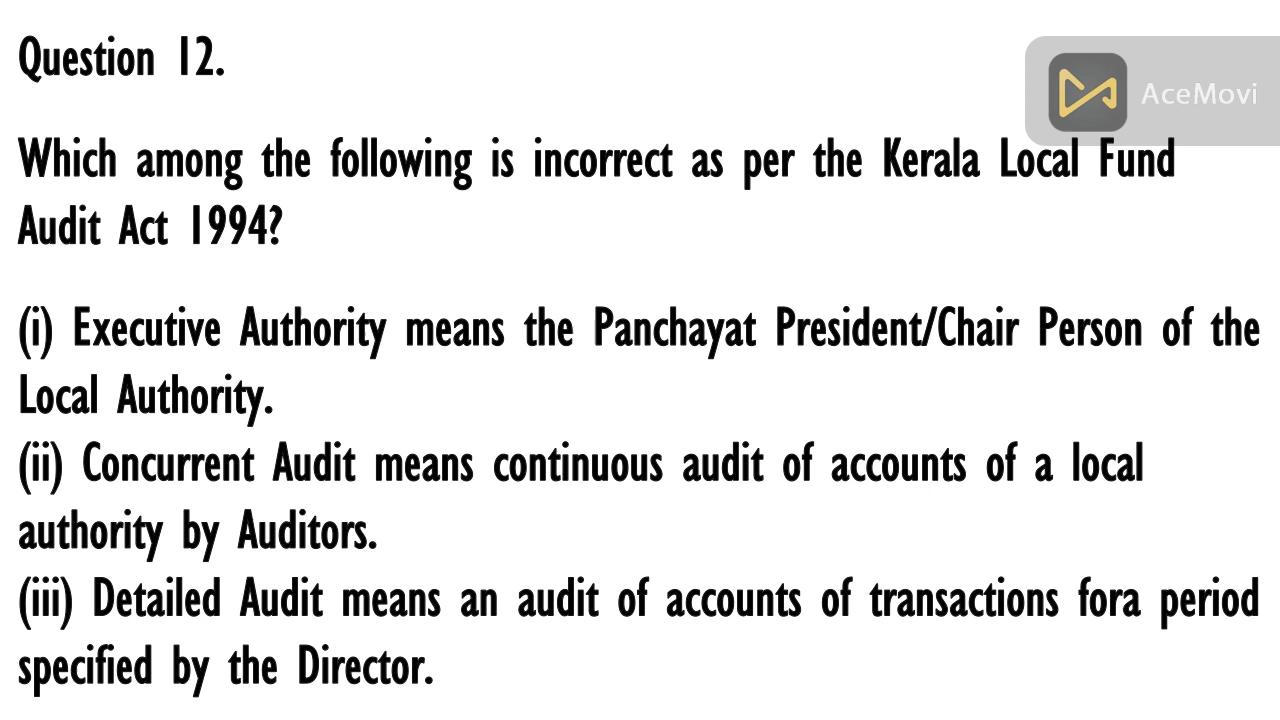 Question 12.
AceMovi
Which among the following is incorrect as per the Kerala Local Fund
Audit Act 1994?
(i) Executive Authority means the Panchayat President/Chair Person of the
Local Authority.
(ii) Concurrent Audit means continuous audit of accounts of a local
authority by Auditors.
(iii) Detailed Audit means an audit of accounts of transactions fora period
specified by the Director.